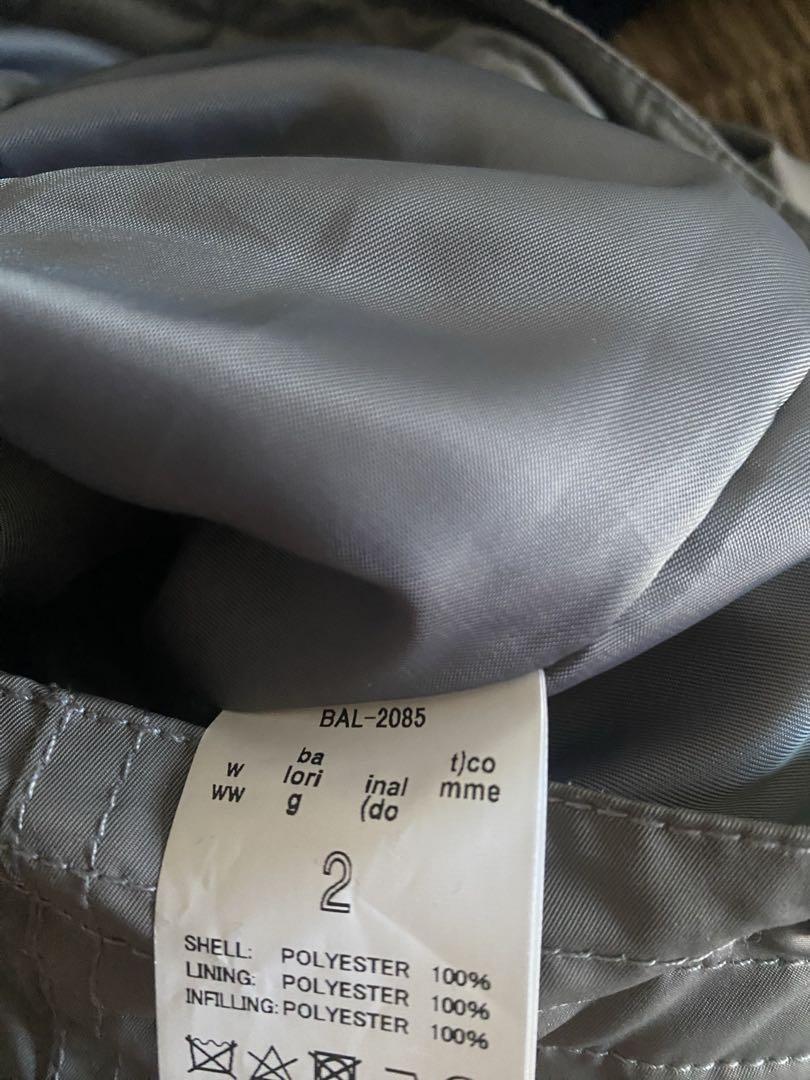 BAL-2085
w ba t)co
ww lori inal mme
g (do
2
SHELL: POLYESTER 100%
LINING: POLYESTER 100%
INFILLING: POLYESTER 100%